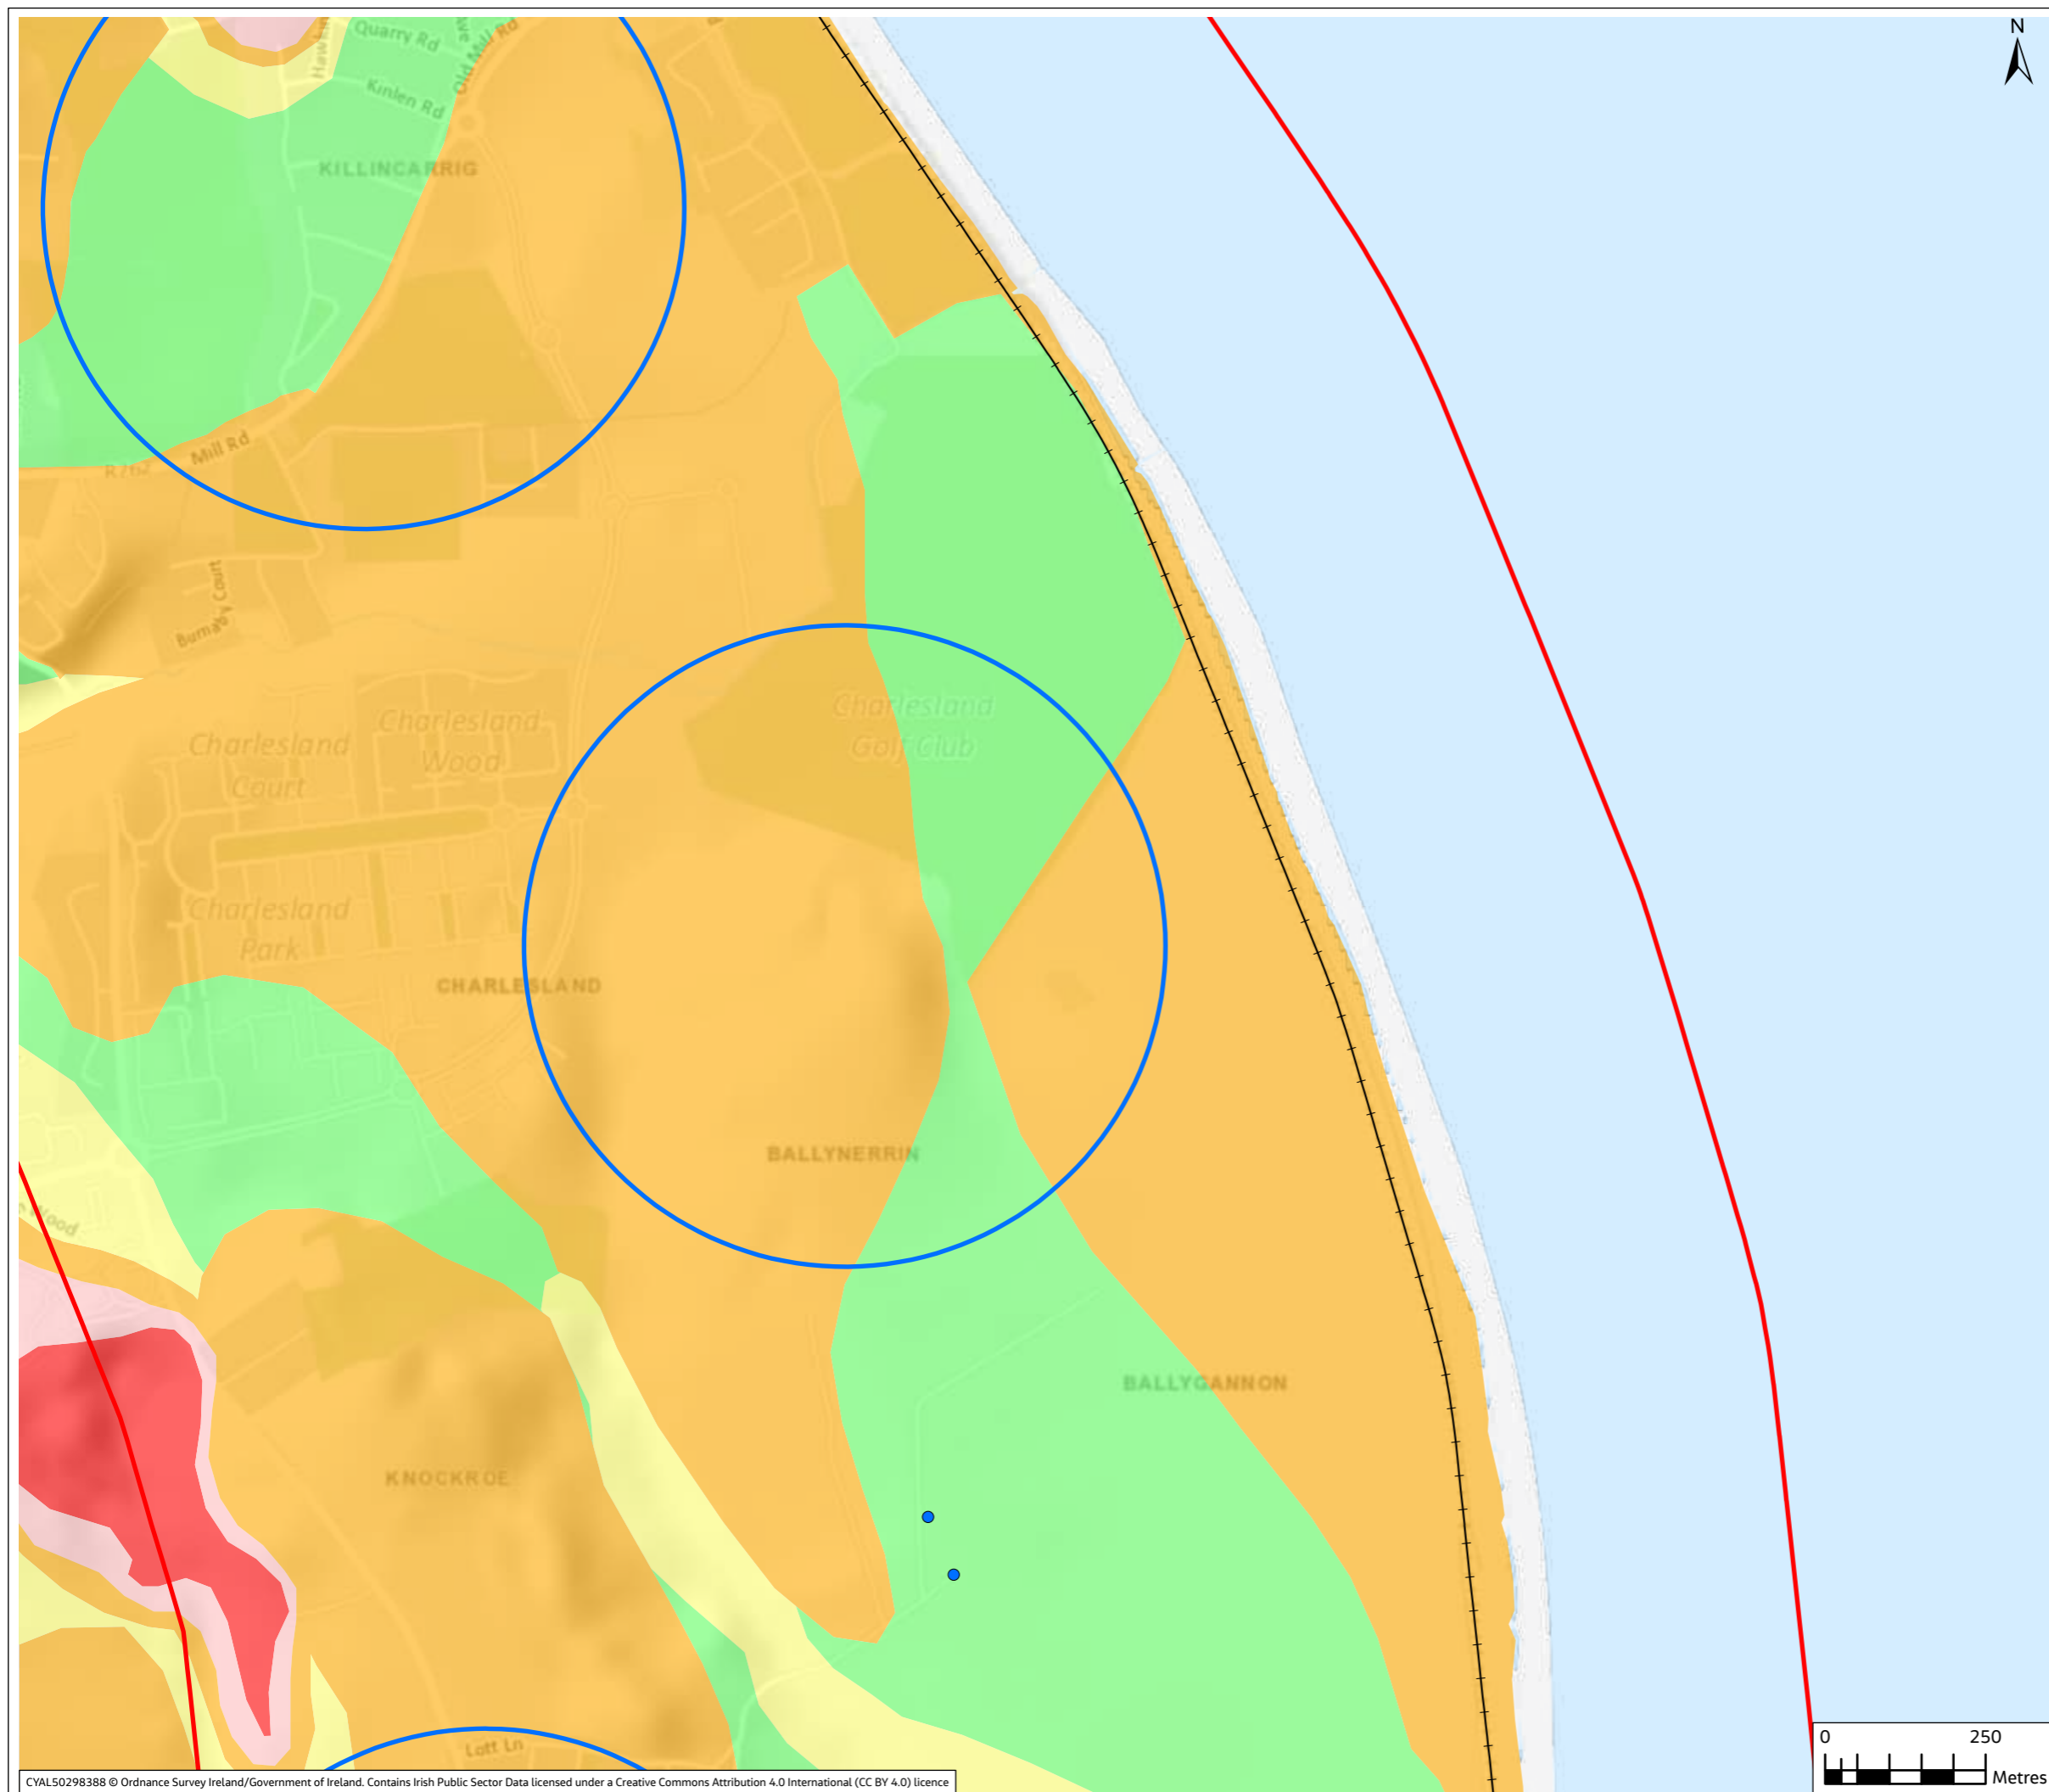 N
Quarry Rd
Old Mill Rd
Kinlen Rd
KILLINCARRIG
Mill Rd
R762
Burnaby Court
Charlesland
Golf Club
Charlesland
Wood
Charlesland
Court
Charlesland
Park
CHARLESLAND
BALLYNERRIN
Wood
BALLYGANNON
KNOCKROE
Lott Ln
0 250
Metres
CYAL50298388 © Ordnance Survey Ireland/Government of Ireland. Contains Irish Public Sector Data licensed under a Creative Commons Attribution 4.0 International (CC BY 4.0) licence